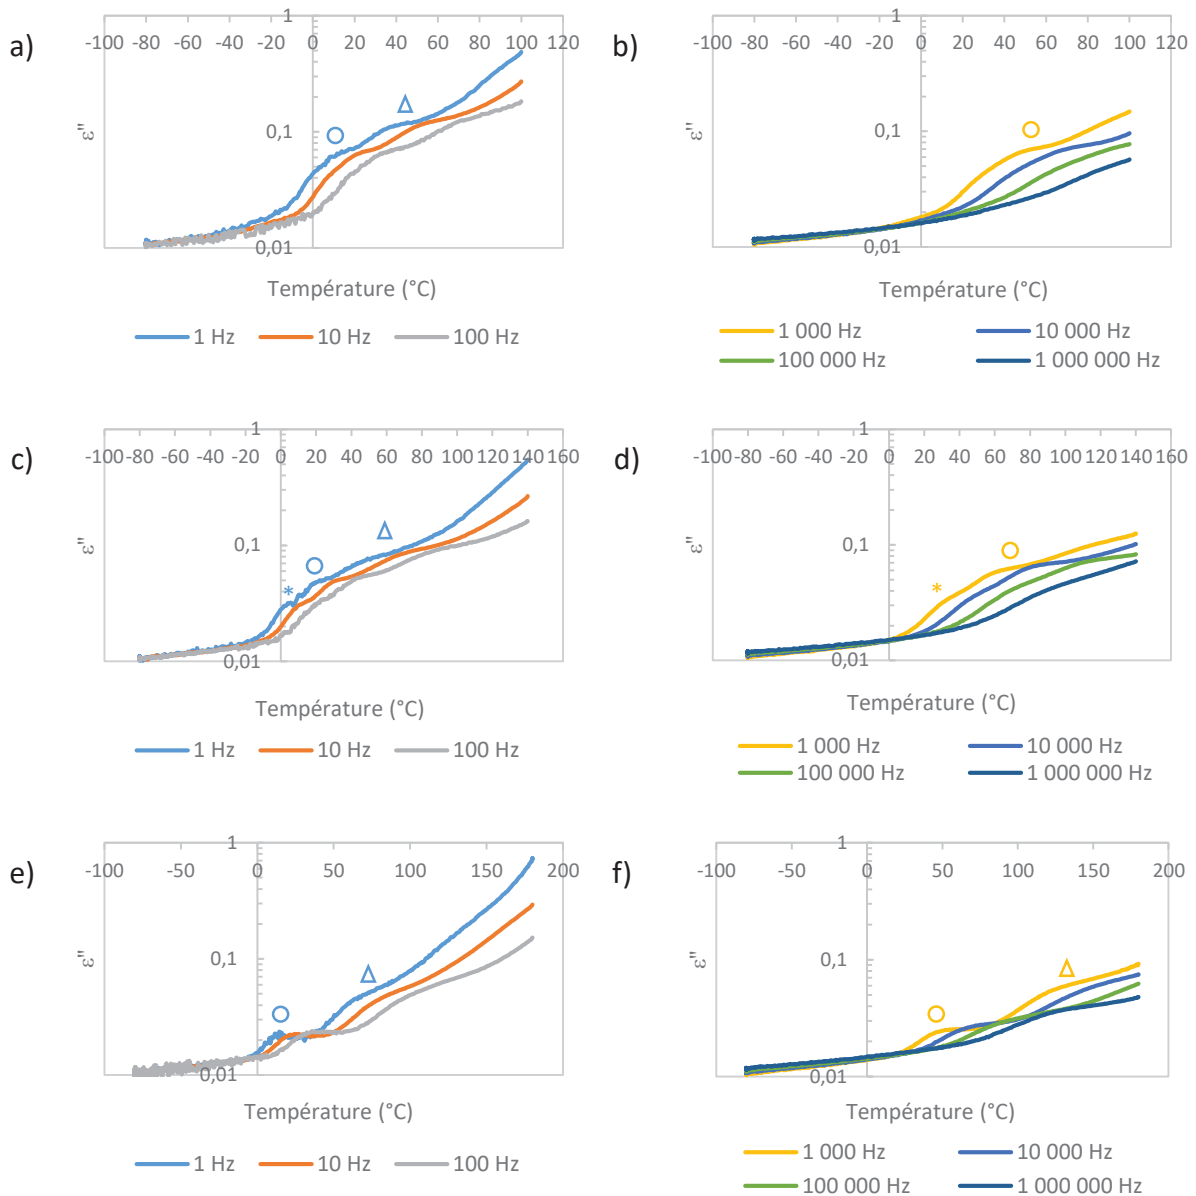 a)
1
-100 -80 -60 -40 -20 0 20 40 60 80 100 120
0,1
0,01
ε"
Température (°C)
1 Hz 10 Hz 100 Hz
b)
1
-100 -80 -60 -40 -20 0 20 40 60 80 100 120
0,1
0,01
ε"
Température (°C)
1 000 Hz 10 000 Hz
100 000 Hz 1 000 000 Hz
c)
1
-100 -80 -60 -40 -20 0 20 40 60 80 100 120 140 160
0,1
*
0,01
ε"
Température (°C)
1 Hz 10 Hz 100 Hz
d)
1
-100 -80 -60 -40 -20 0 20 40 60 80 100 120 140 160
0,1
*
0,01
ε"
Température (°C)
1 000 Hz 10 000 Hz
100 000 Hz 1 000 000 Hz
e)
1
-100 -50 0 50 100 150 200
0,1
0,01
ε"
Température (°C)
1 Hz 10 Hz 100 Hz
f)
1
-100 -50 0 50 100 150 200
0,1
0,01
ε"
Température (°C)
1 000 Hz 10 000 Hz
100 000 Hz 1 000 000 Hz